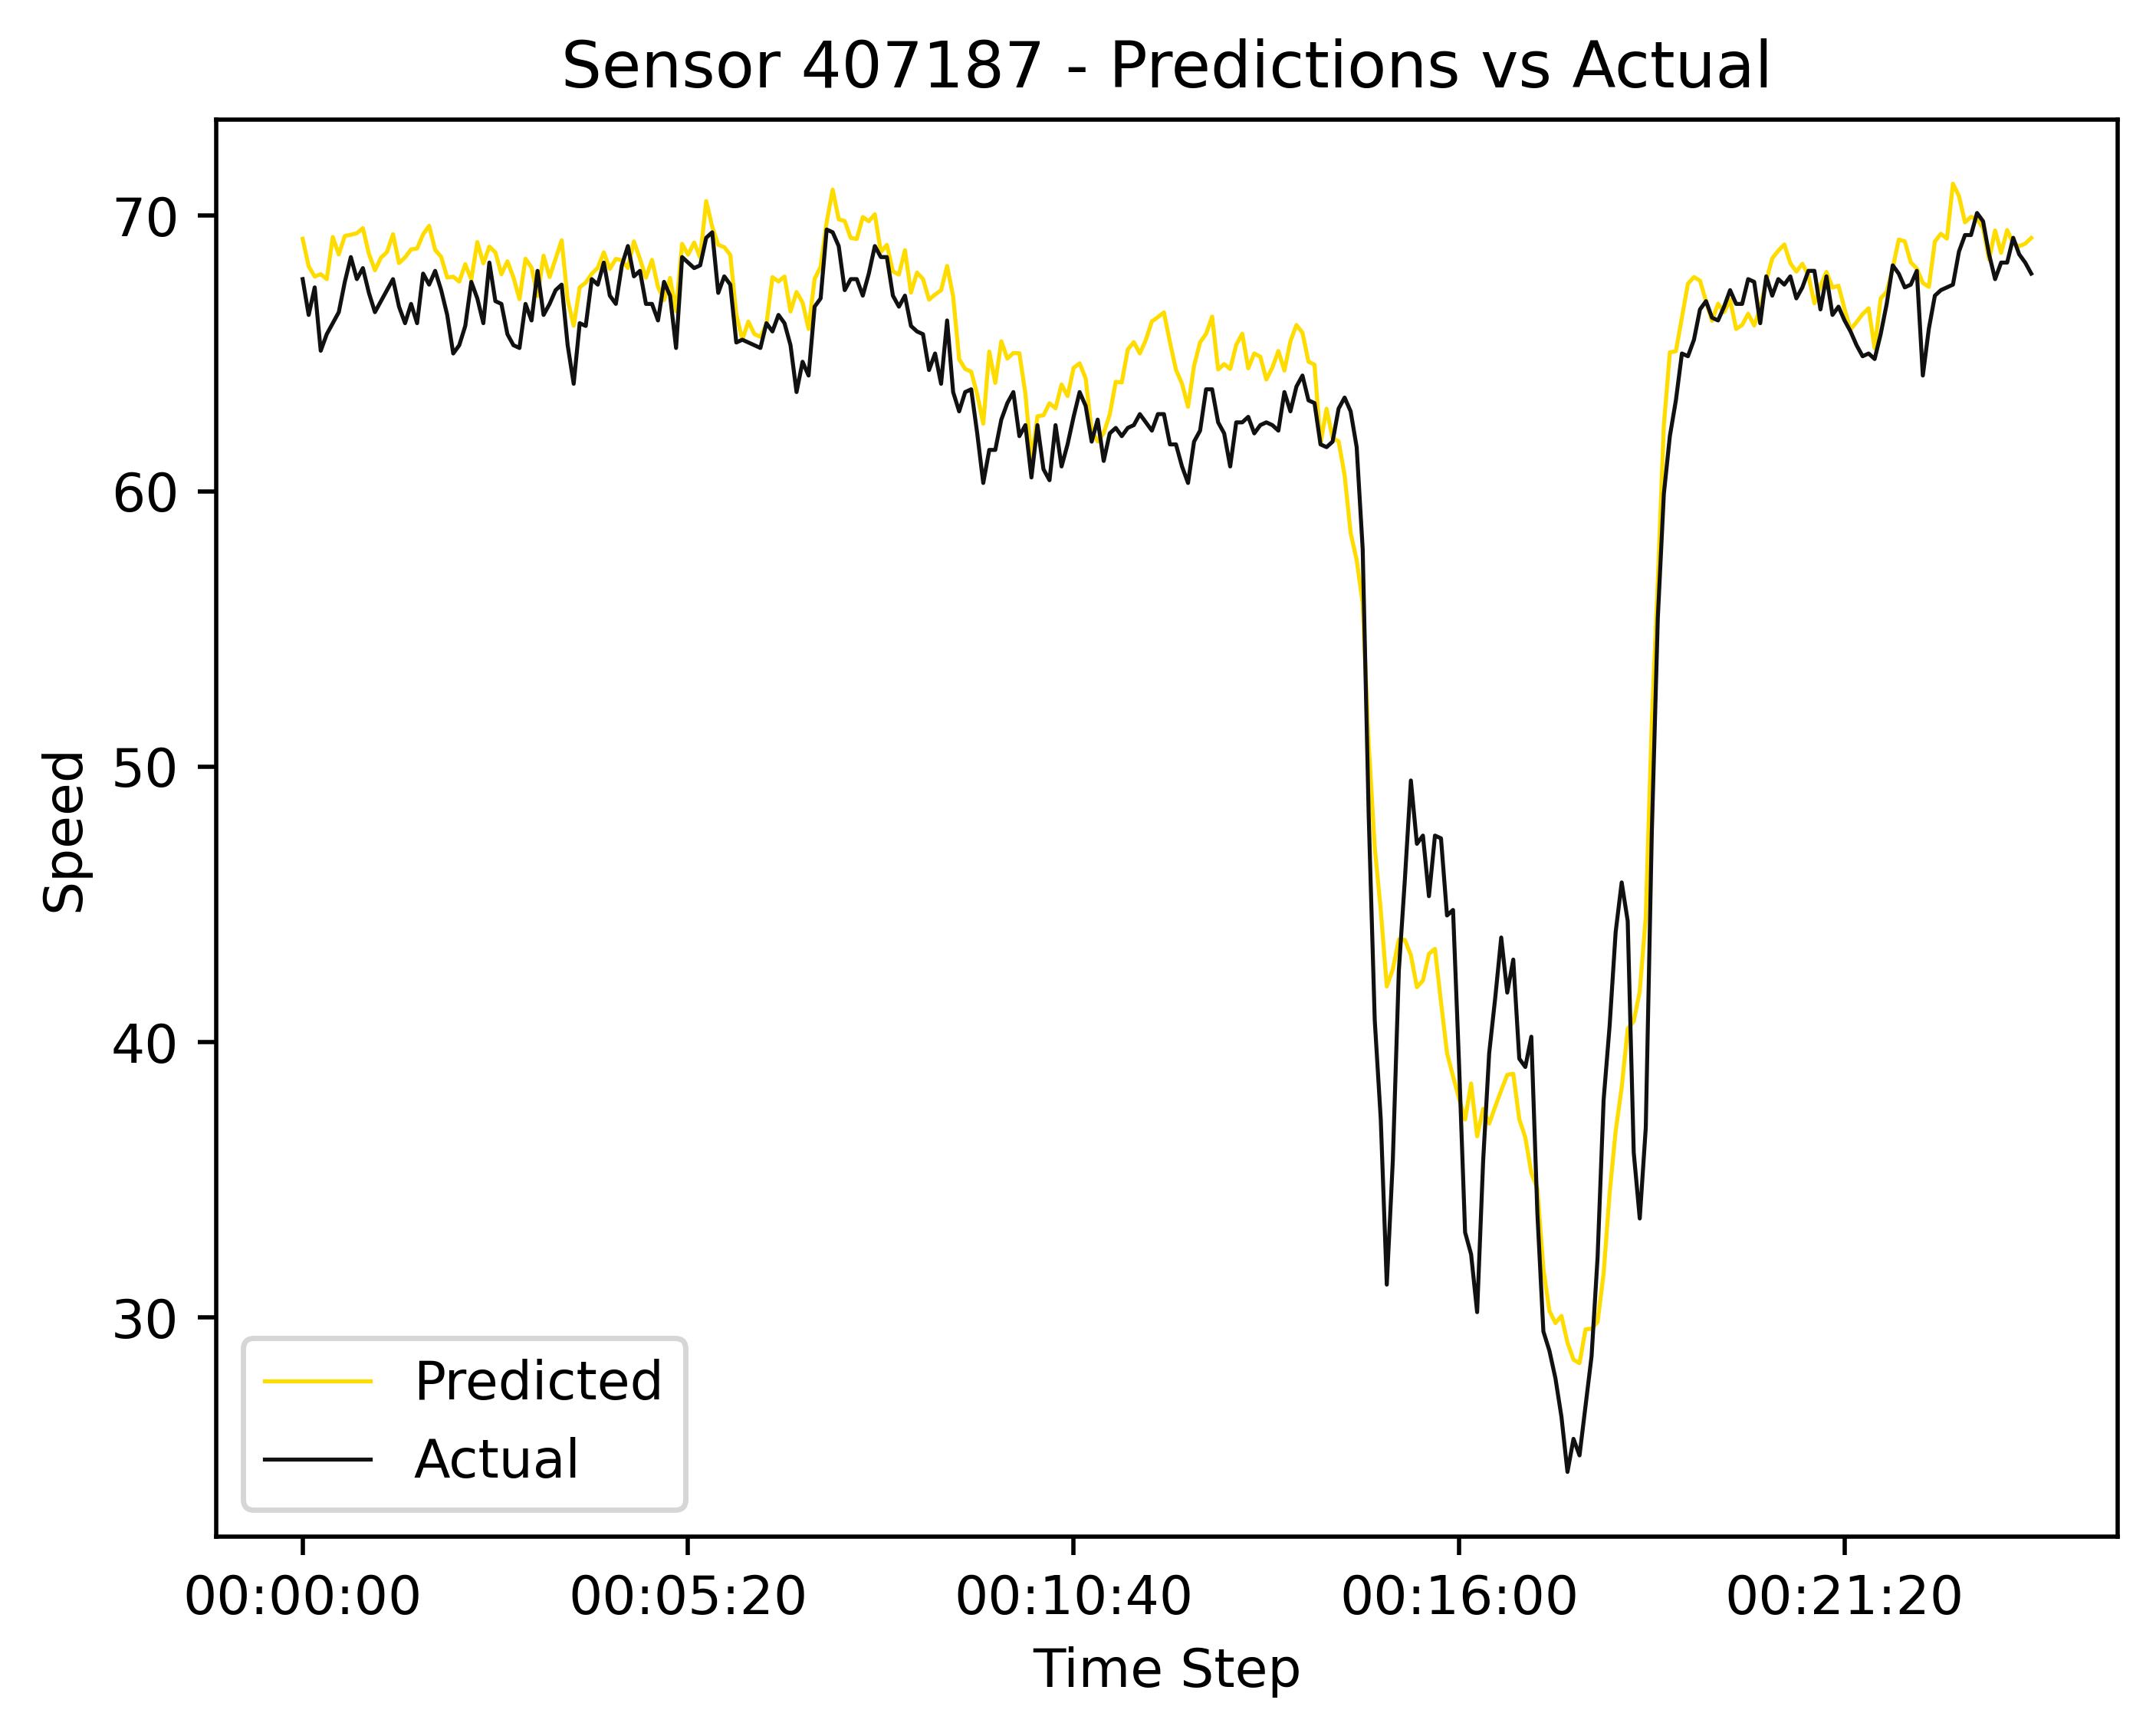 Sensor 407187 - Predictions vs Actual
70
60
50
40
30
Speed
Predicted
Actual
00:00:00 00:05:20 00:10:40 00:16:00 00:21:20
Time Step